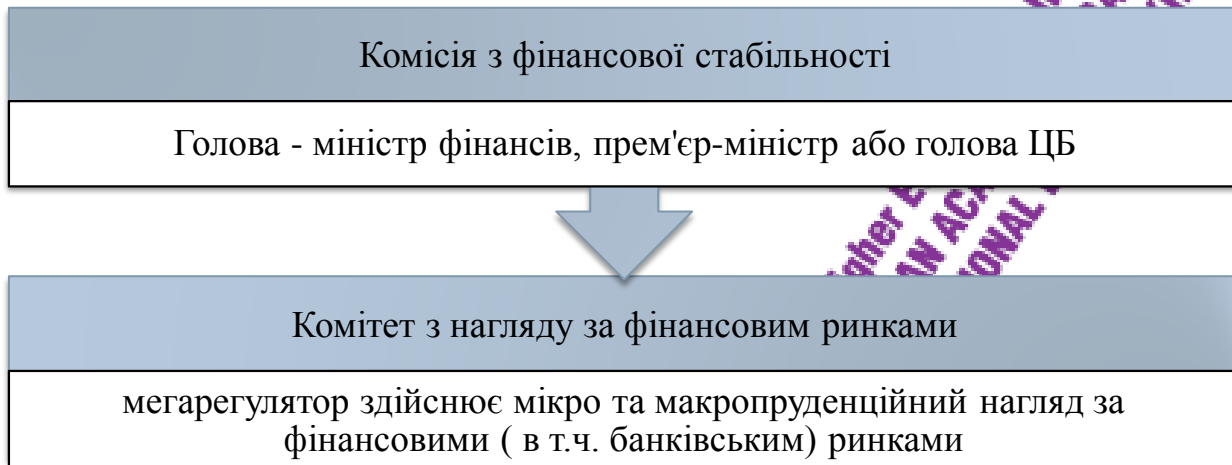 Комісія з фінансової стабільності
Голова - міністр фінансів, прем'єр-міністр або голова ЦБ
Комітет з нагляду за фінансовим ринками
мегарегулятор здійснює мікро та макропруденційний нагляд за
фінансовими ( в т.ч. банківським) ринками